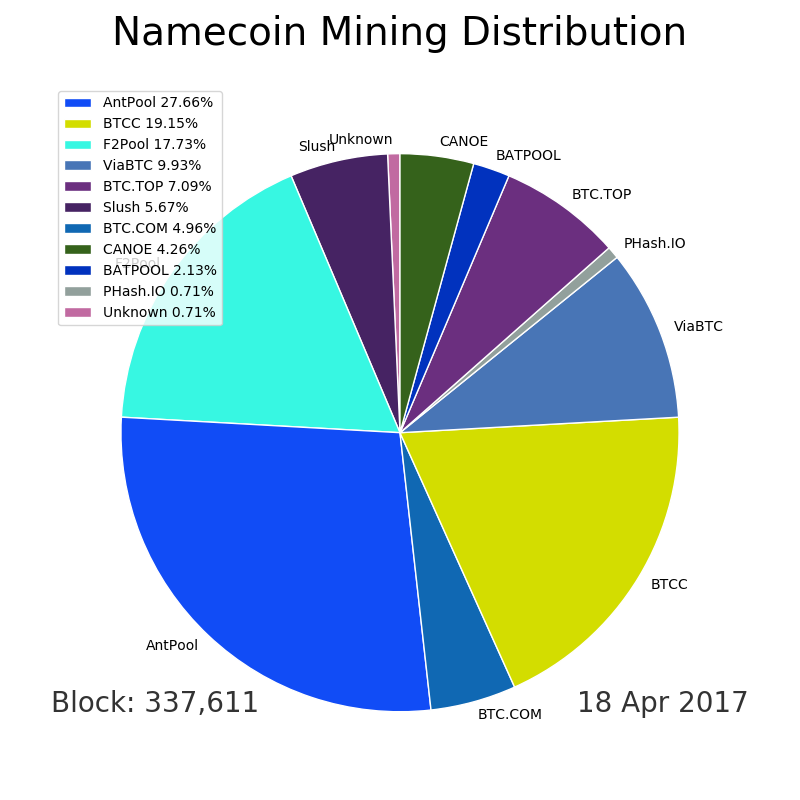 Namecoin Mining Distribution
AntPool 27.66%
BTCC 19.15%
F2Pool 17.73%
ViaBTC 9.93%
BTC.TOP 7.09%
Slush 5.67%
BTC.COM 4.96%
CANOE 4.26%
BATPOOL 2.13%
PHash.IO 0.71%
Unknown 0.71%
Unknown
Slush
CANOE
BATPOOL
BTC.TOP
PHash.IO
F2Pool
ViaBTC
BTCC
AntPool
BTC.COM
Block: 337,611
18 Apr 2017